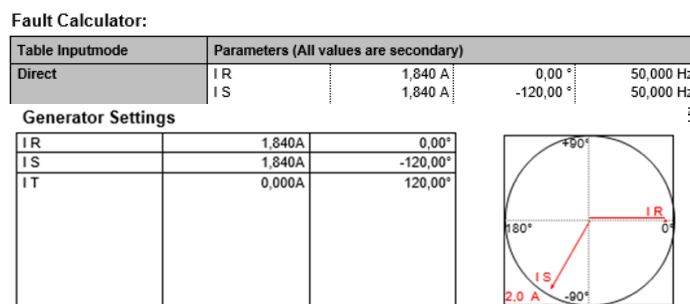 Fault Calculator:
Table Inputmode Parameters (All values are secondary)
Direct I R 1,840 A 0,00 ° 50,000 Hz
I S 1,840 A -120,00 ° 50,000 Hz
Generator Settings
I R 1,840A 0,00°
I S 1,840A -120,00°
I T 0,000A 120,00°
+90°
I R
180° 0°
I S
2,0 A -90°